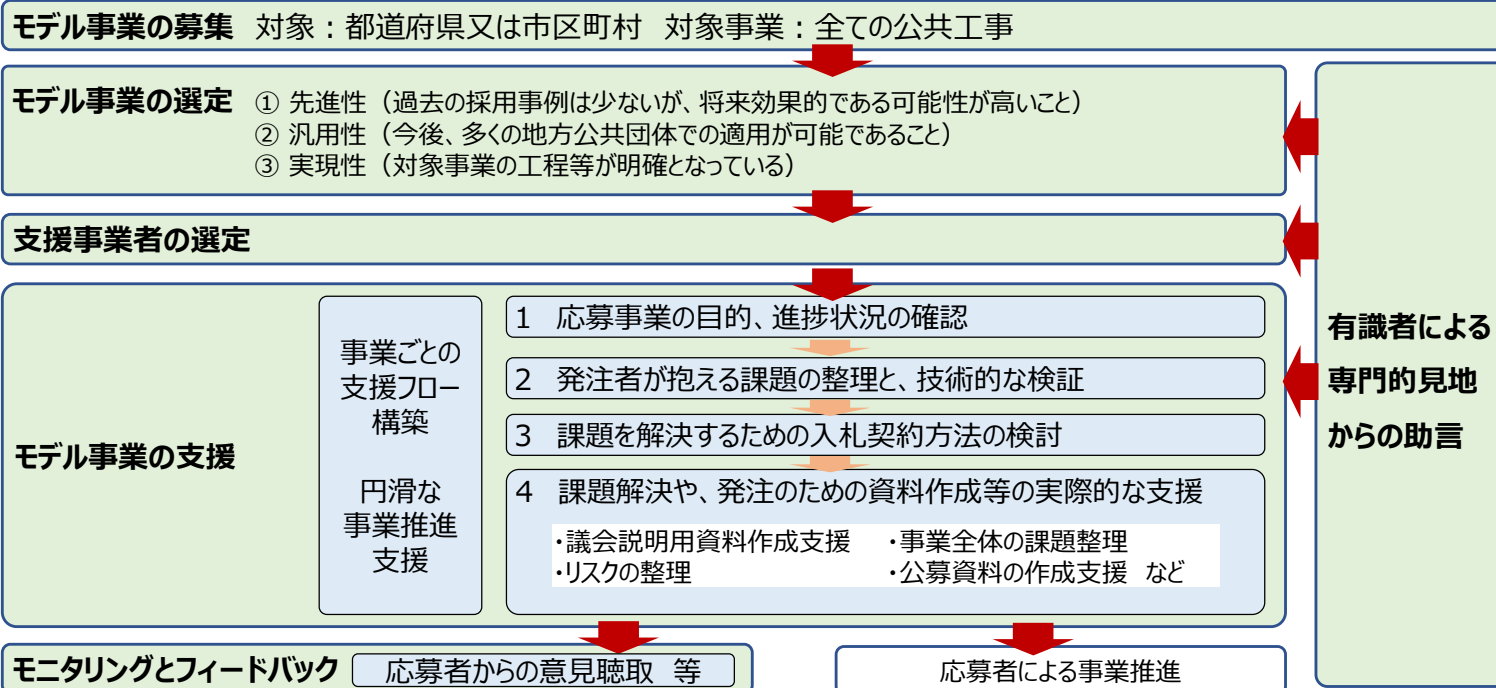 モデル事業の募集 対象：都道府県又は市区町村 対象事業：全ての公共工事
モデル事業の選定 ① 先進性（過去の採用事例は少ないが、将来効果的である可能性が高いこと）
② 汎用性（今後、多くの地方公共団体での適用が可能であること）
③ 実現性（対象事業の工程等が明確となっている）
支援事業者の選定
モデル事業の支援
事業ごとの
支援フロー
構築
円滑な
事業推進
支援
1 応募事業の目的、進捗状況の確認
2 発注者が抱える課題の整理と、技術的な検証
3 課題を解決するための入札契約方法の検討
4 課題解決や、発注のための資料作成等の実際的な支援
・議会説明用資料作成支援 ・事業全体の課題整理
・リスクの整理 ・公募資料の作成支援 など
有識者による
専門的見地
からの助言
モニタリングとフィードバック 応募者からの意見聴取 等
応募者による事業推進